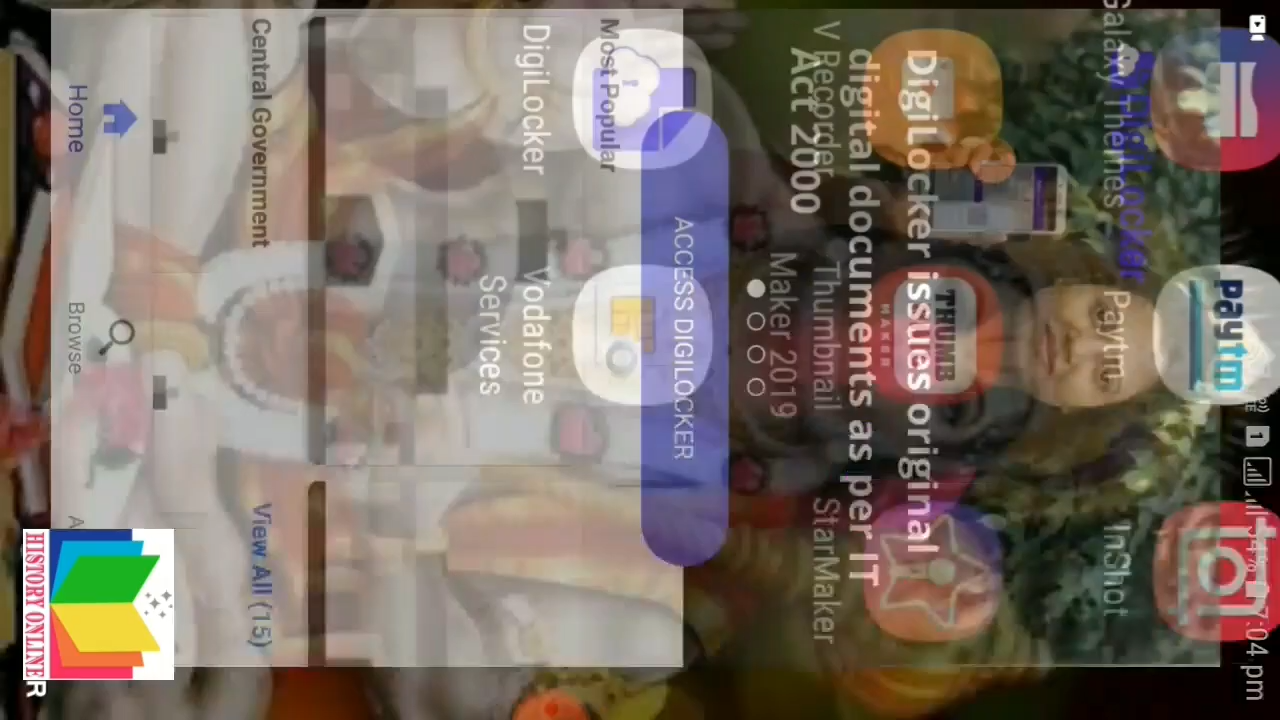 7:04 pm
Galaxy Themes
Paytm
Paytm
InShot
DigiLocker
THUMB
MAKER
V Recorder
Thumbnail
Maker 2019
StarMaker
DigiLocker issues original
digital documents as per IT
Act 2000
ACCESS DIGILOCKER
Most Popular
DigiLocker
Vodafone
Services
Central Government
View All (15)
Home
Browse
HISTORY ONLINE